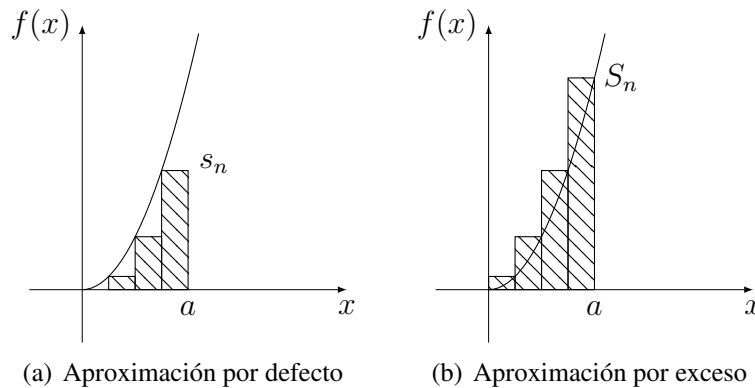 f(x)
s_n
a
x
(a) Aproximación por defecto
f(x)
S_n
a
x
(b) Aproximación por exceso